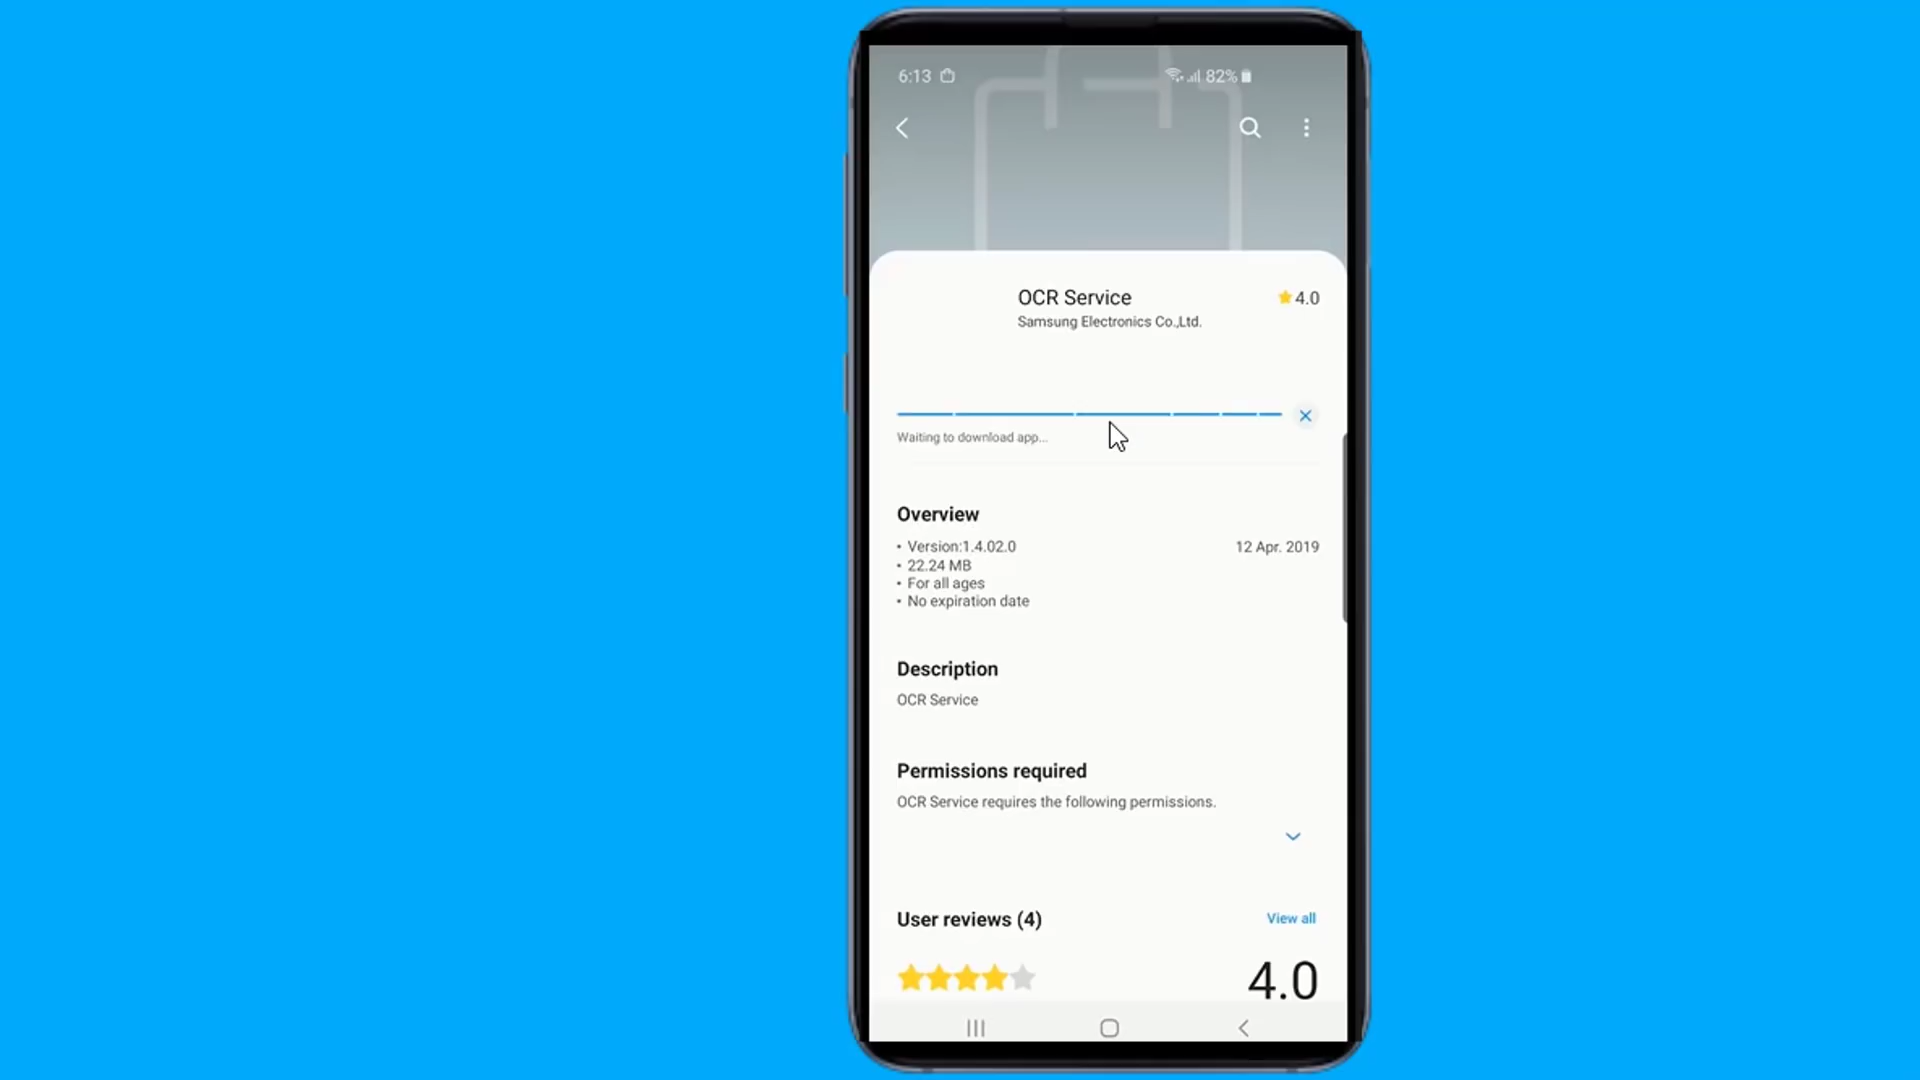 6:13 82%
OCR Service 4.0
Samsung Electronics Co.,Ltd.
Waiting to download app...
Overview
• Version:1.4.02.0 12 Apr. 2019
• 22.24 MB
• For all ages
• No expiration date
Description
OCR Service
Permissions required
OCR Service requires the following permissions.
User reviews (4) View all
4.0